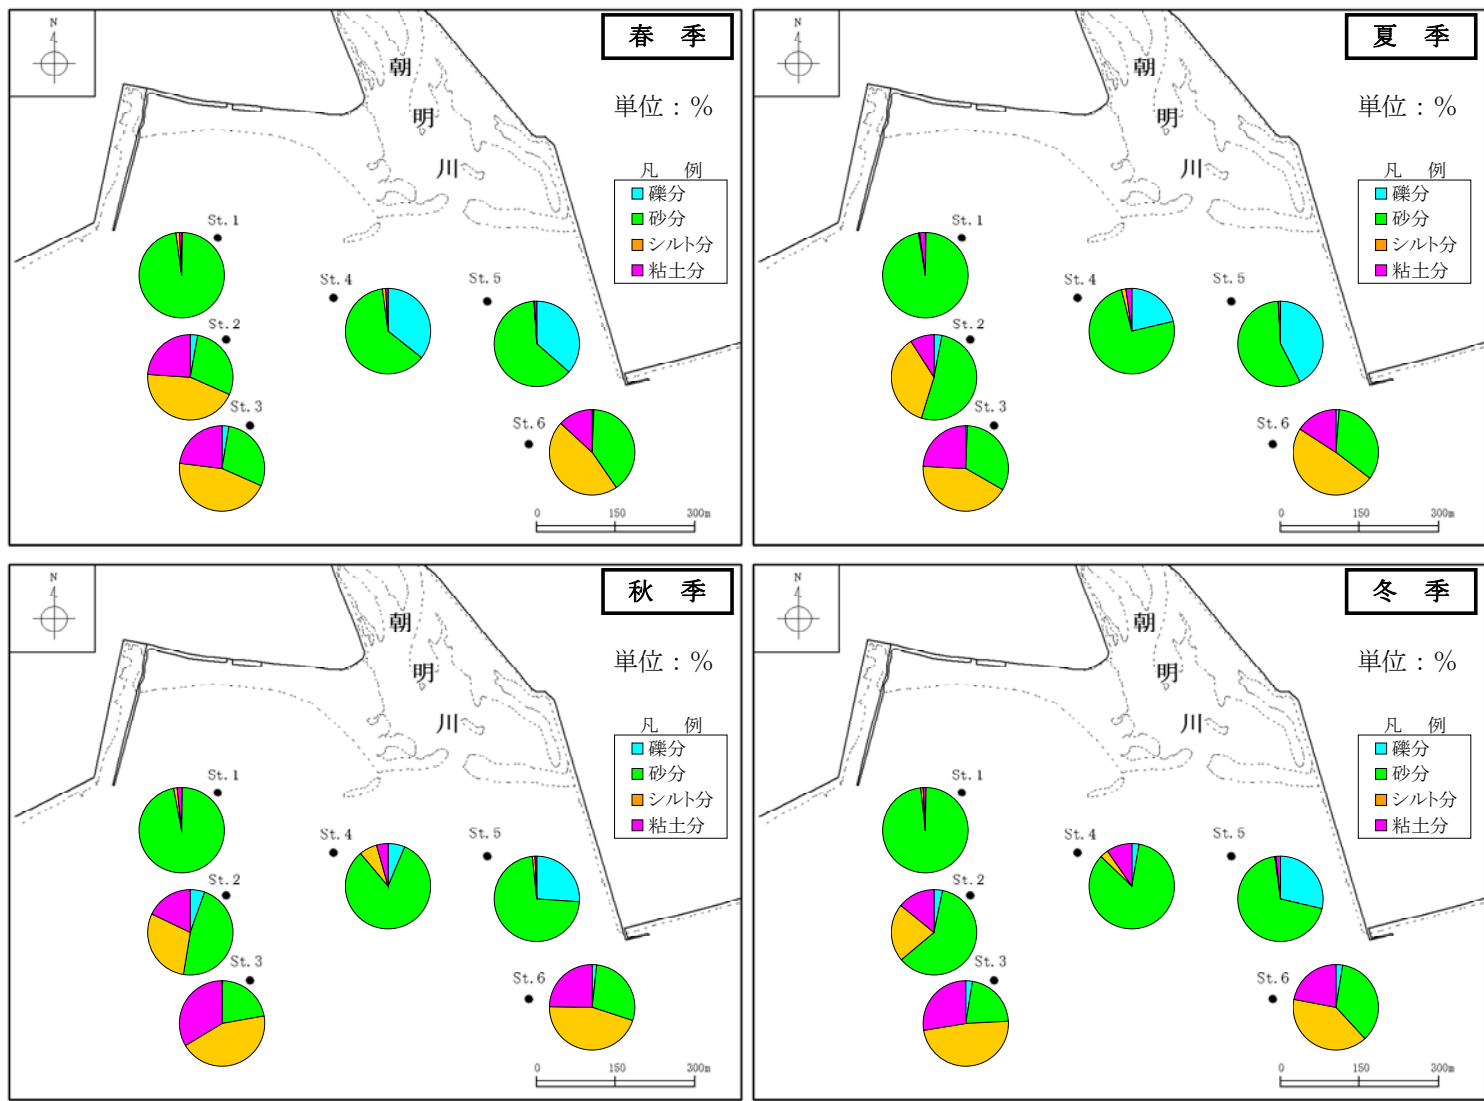 N
春 季
単位：%
朝
明
川
凡 例
礫分
砂分
シルト分
粘土分
St.1
St.2
St.3
St.4
St.5
St.6
0 150 300m
N
夏 季
単位：%
朝
明
川
凡 例
礫分
砂分
シルト分
粘土分
St.1
St.2
St.3
St.4
St.5
St.6
0 150 300m
N
秋 季
単位：%
朝
明
川
凡 例
礫分
砂分
シルト分
粘土分
St.1
St.2
St.3
St.4
St.5
St.6
0 150 300m
N
冬 季
単位：%
朝
明
川
凡 例
礫分
砂分
シルト分
粘土分
St.1
St.2
St.3
St.4
St.5
St.6
0 150 300m